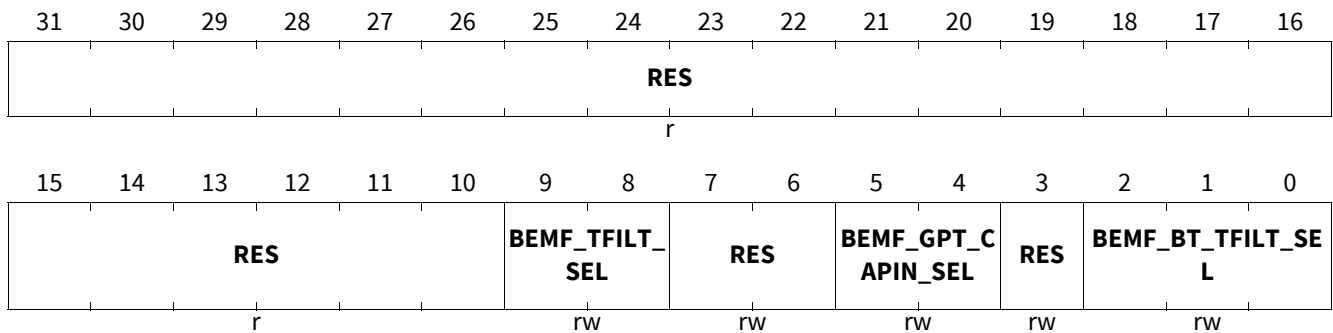 31 30 29 28 27 26 25 24 23 22 21 20 19 18 17 16
RES
r
15 14 13 12 11 10 9 8 7 6 5 4 3 2 1 0
RES BEMF_TFILT_ RES BEMF_GPT_C RES BEMF_BT_TFILT_SE
SEL APIN_SEL L
r rw rw rw rw rw